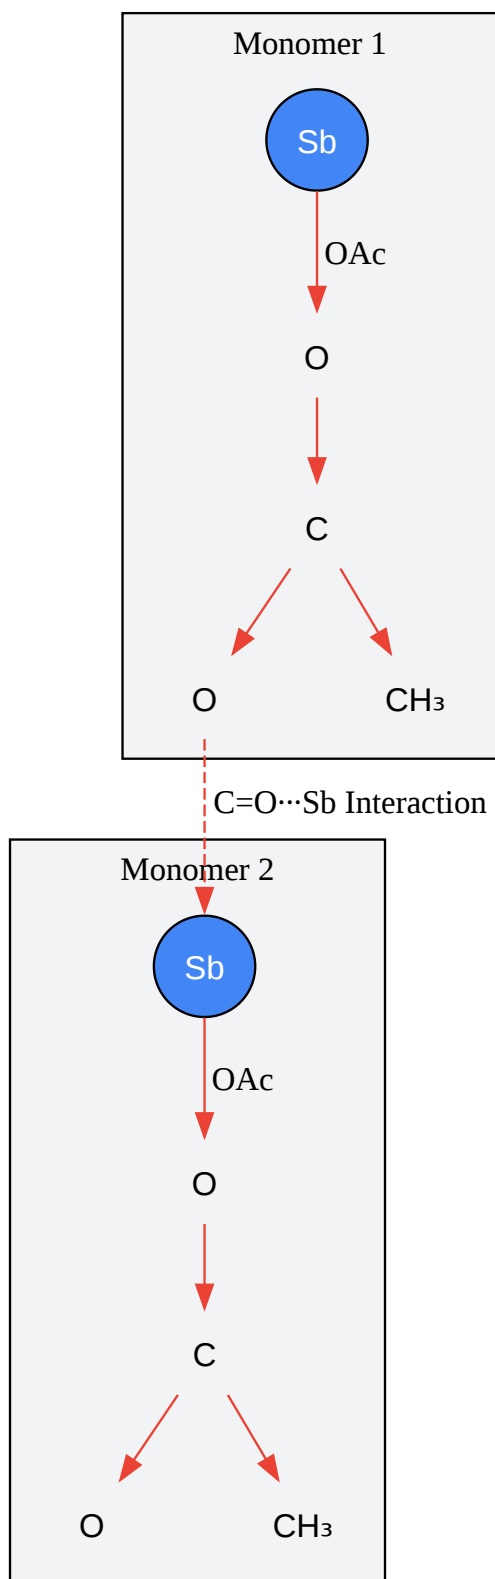 Monomer 1
Sb
OAc
O
C
O CH₃
C=O···Sb Interaction
Monomer 2
Sb
OAc
O
C
O CH₃